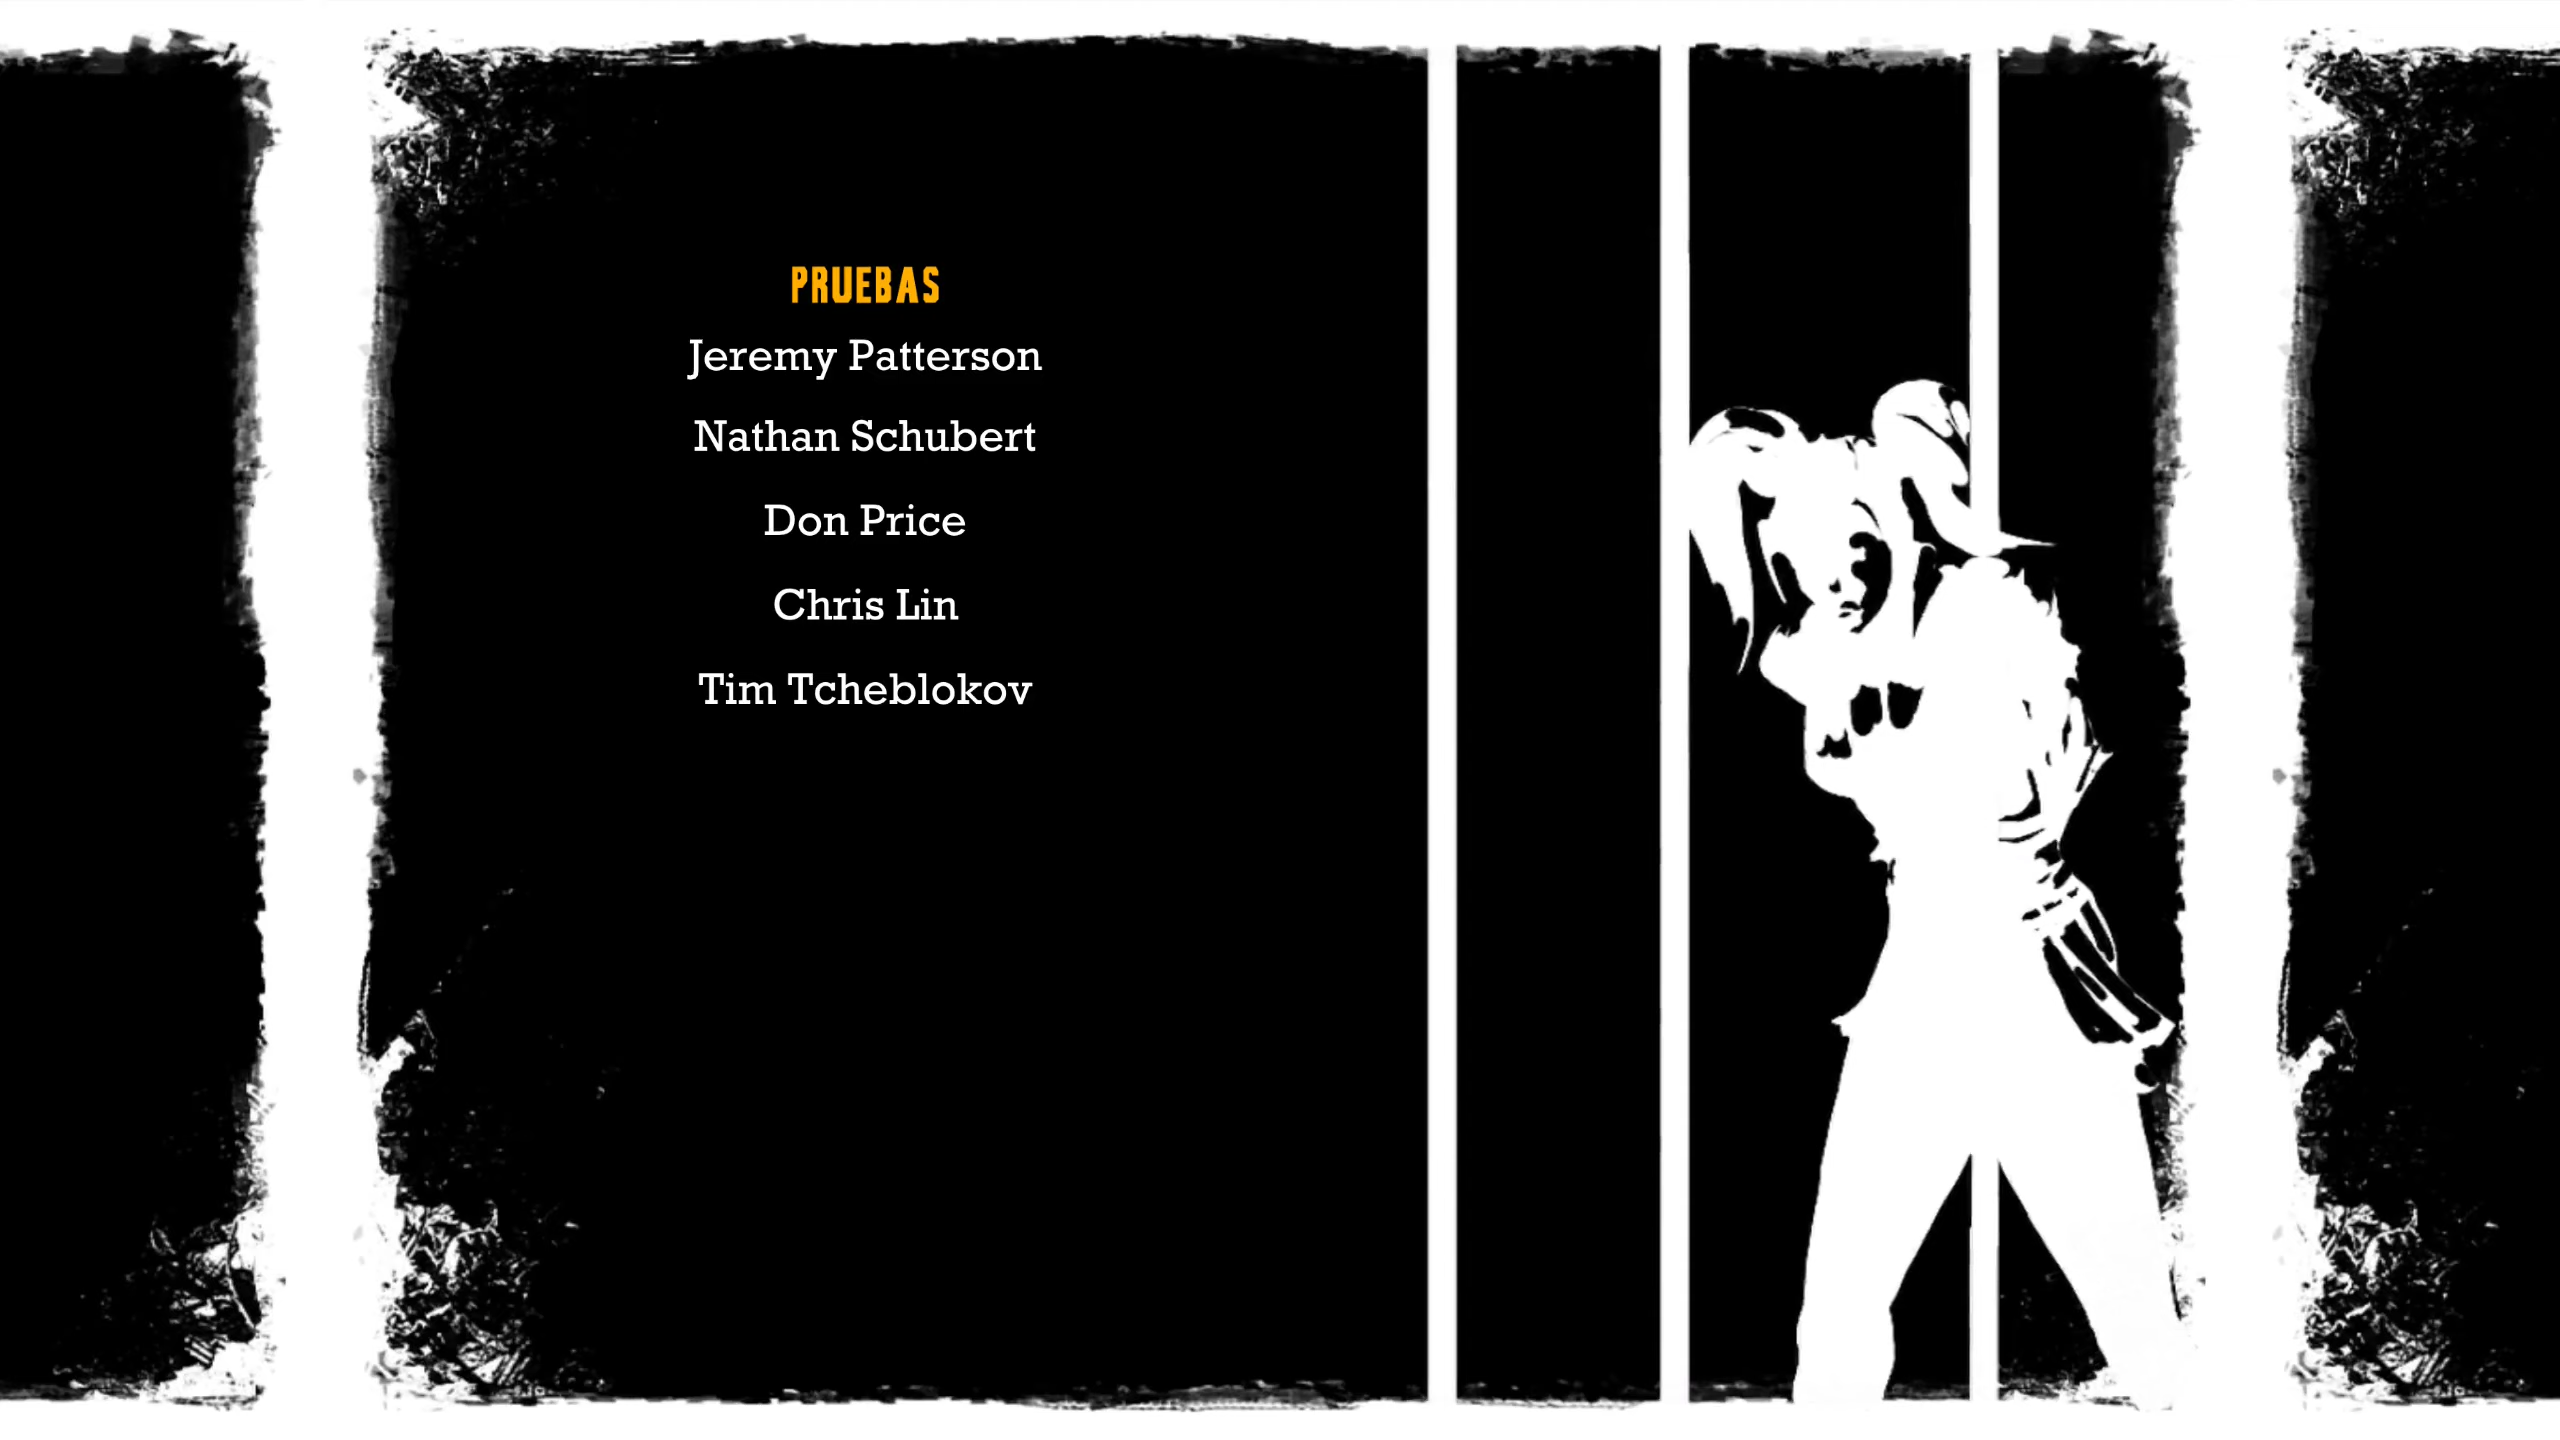 PRUEBAS
Jeremy Patterson
Nathan Schubert
Don Price
Chris Lin
Tim Tcheblokov